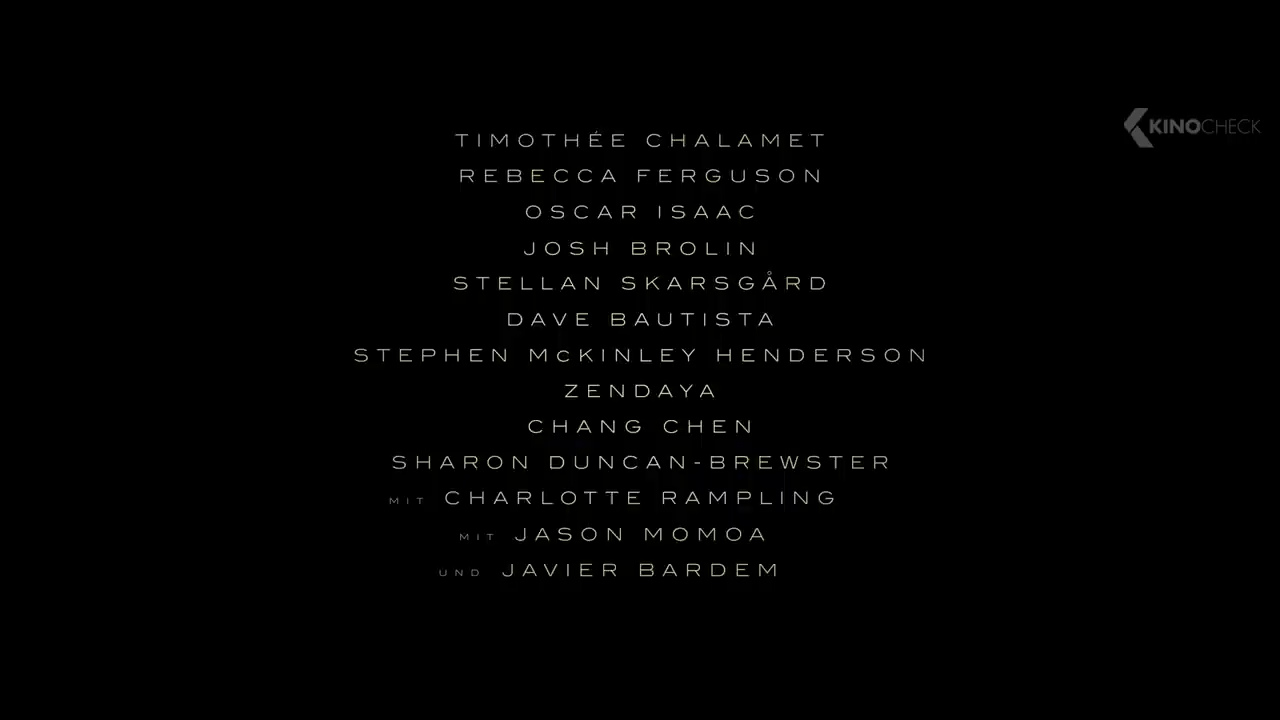 KINOCHECK
TIMOTHÉE CHALAMET
REBECCA FERGUSON
OSCAR ISAAC
JOSH BROLIN
STELLAN SKARSGÅRD
DAVE BAUTISTA
STEPHEN McKINLEY HENDERSON
ZENDAYA
CHANG CHEN
SHARON DUNCAN-BREWSTER
MIT CHARLOTTE RAMPLING
MIT JASON MOMOA
UND JAVIER BARDEM